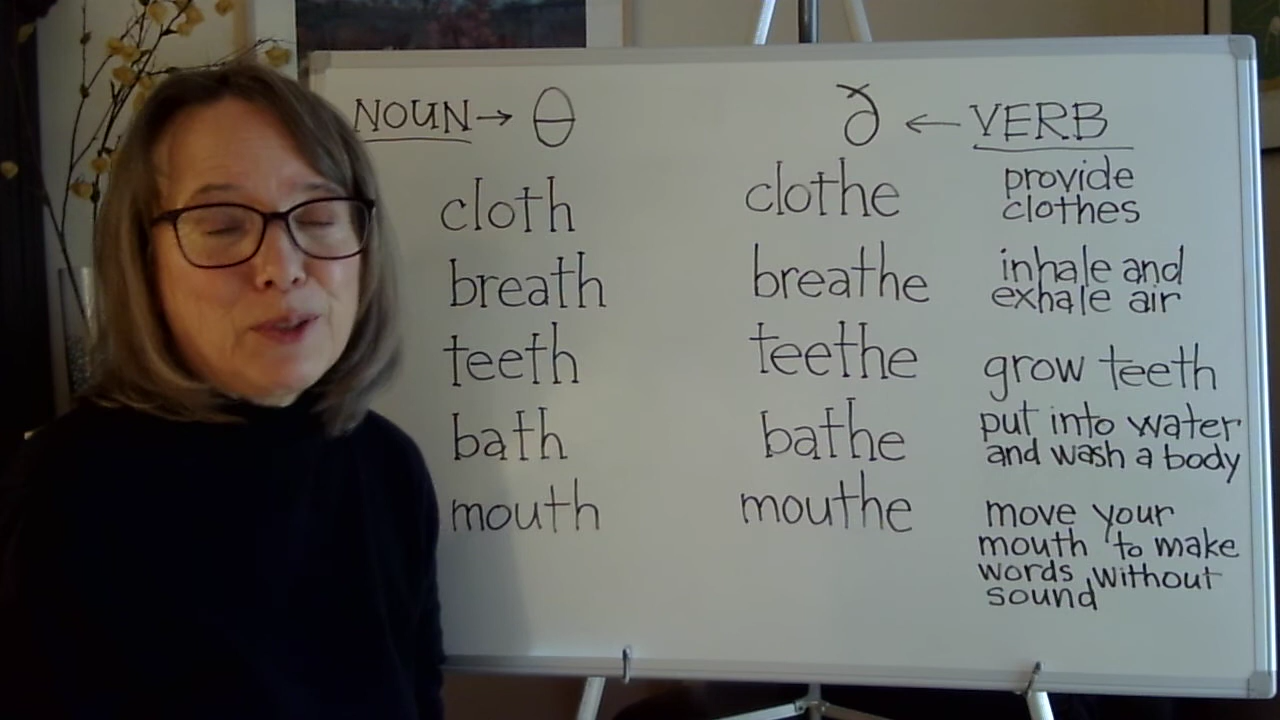 NOUN → θ
ð ← VERB
cloth
clothe
provide
clothes
breath
breathe
inhale and
exhale air
teeth
teethe
grow teeth
bath
bathe
put into water
and wash a body
mouth
mouthe
move your
mouth to make
words without
sound